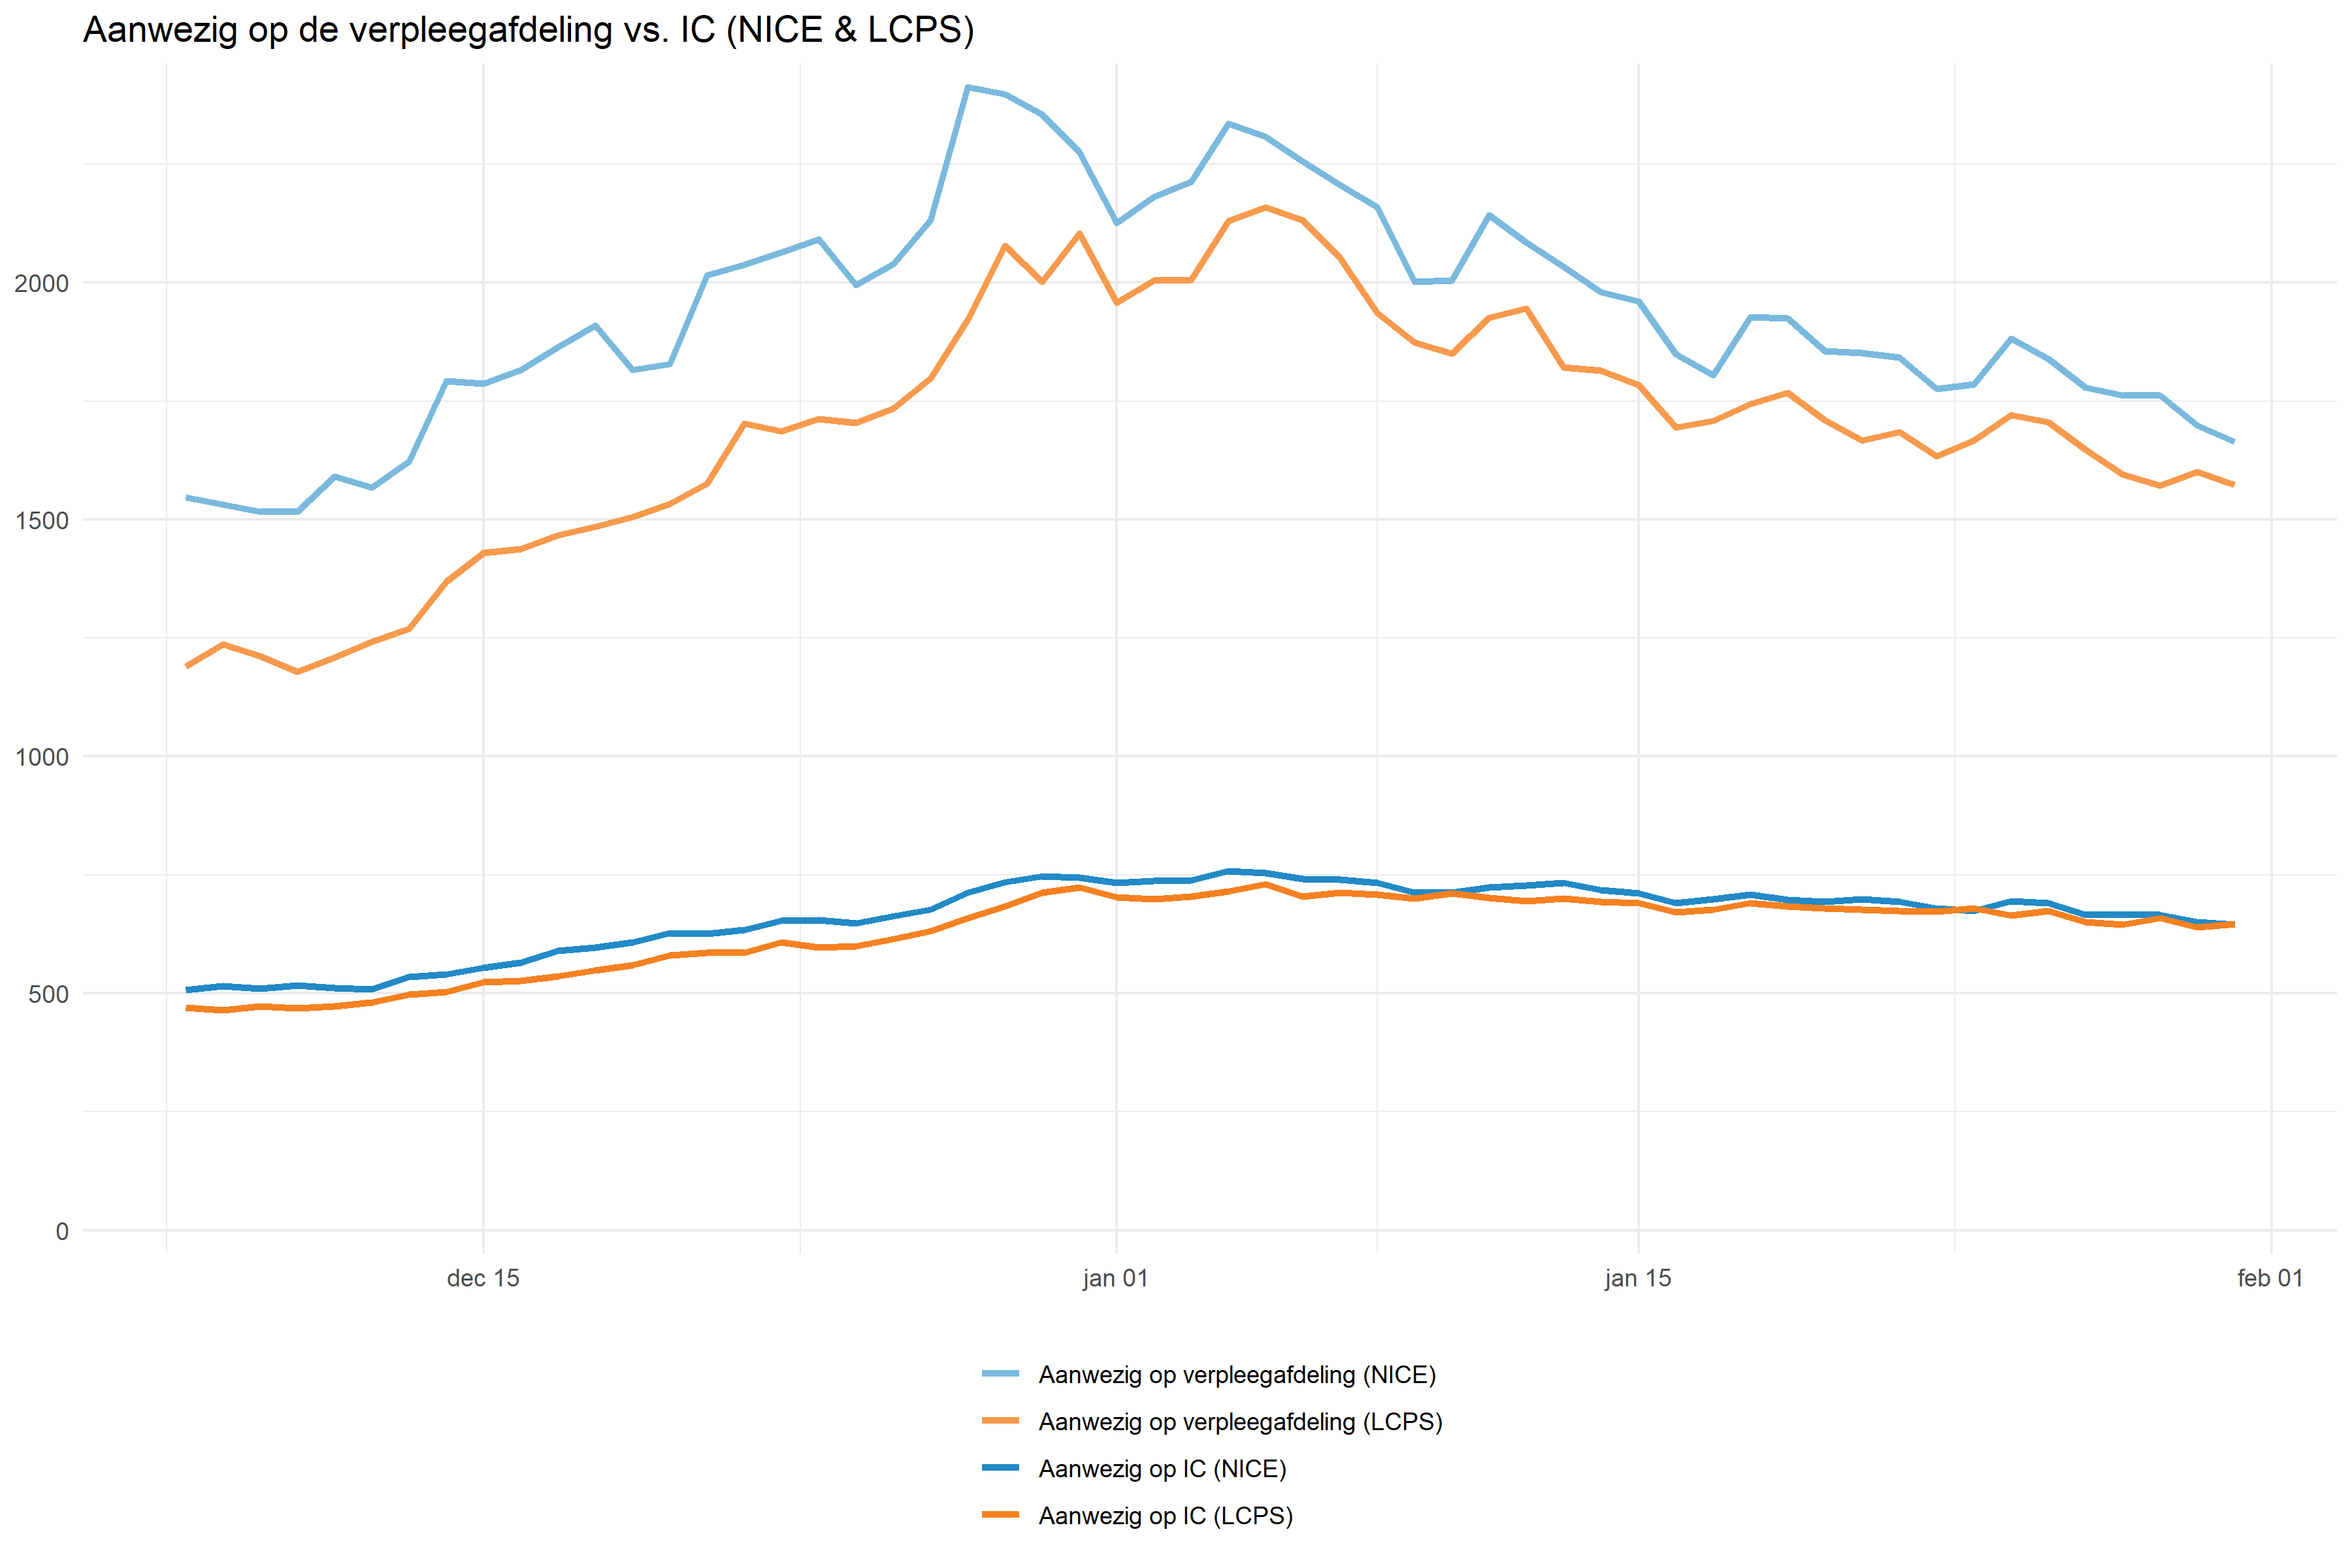 Aanwezig op de verpleegafdeling vs. IC (NICE & LCPS)
2000
1500
1000
500
0
dec 15
jan 01
jan 15
feb 01
Aanwezig op verpleegafdeling (NICE)
Aanwezig op verpleegafdeling (LCPS)
Aanwezig op IC (NICE)
Aanwezig op IC (LCPS)